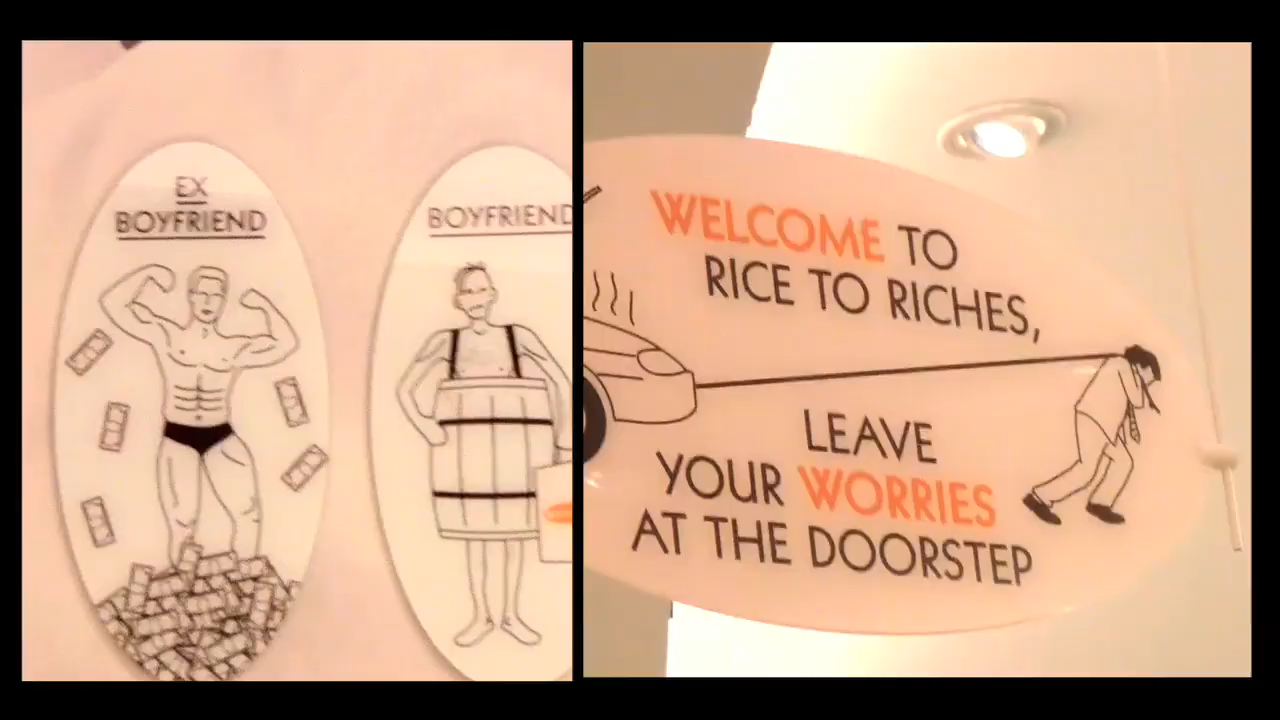 EX
BOYFRIEND
BOYFRIEND
WELCOME TO
RICE TO RICHES,
LEAVE
YOUR WORRIES
AT THE DOORSTEP